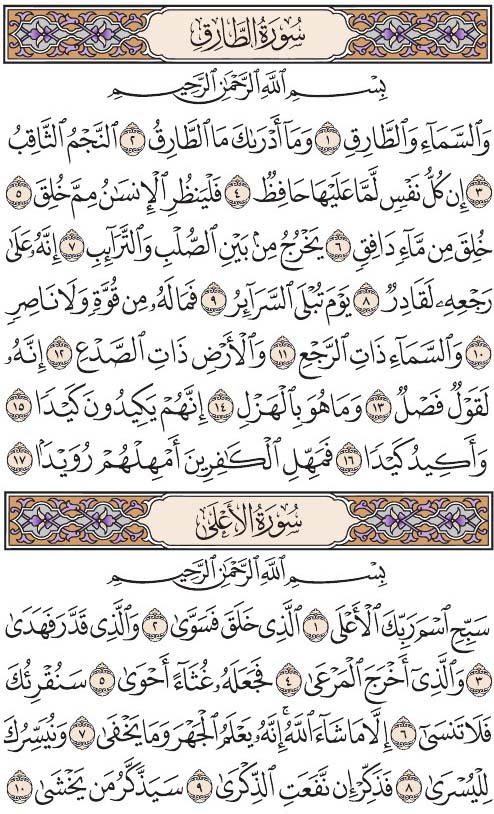 سُورَةُ الطَّارِقِ
بِسْمِ ٱللَّهِ ٱلرَّحْمَٰنِ ٱلرَّحِيمِ
وَٱلسَّمَآءِ وَٱلطَّارِقِ ١ وَمَآ أَدْرَىٰكَ مَا ٱلطَّارِقُ ٢ ٱلنَّجْمُ ٱلثَّاقِبُ
٣ إِن كُلُّ نَفْسٍ لَّمَّا عَلَيْهَا حَافِظٌ ٤ فَلْيَنظُرِ ٱلْإِنسَٰنُ مِمَّ خُلِقَ ٥
خُلِقَ مِن مَّآءٍ دَافِقٍ ٦ يَخْرُجُ مِنۢ بَيْنِ ٱلصُّلْبِ وَٱلتَّرَآئِبِ ٧ إِنَّهُۥ عَلَىٰ
رَجْعِهِۦ لَقَادِرٌ ٨ يَوْمَ تُبْلَى ٱلسَّرَآئِرُ ٩ فَمَا لَهُۥ مِن قُوَّةٍ وَلَا نَاصِرٍ
١٠ وَٱلسَّمَآءِ ذَاتِ ٱلرَّجْعِ ١١ وَٱلْأَرْضِ ذَاتِ ٱلصَّدْعِ ١٢ إِنَّهُۥ
لَقَوْلٌ فَصْلٌ ١٣ وَمَا هُوَ بِٱلْهَزْلِ ١٤ إِنَّهُمْ يَكِيدُونَ كَيْدًا ١٥
وَأَكِيدُ كَيْدًا ١٦ فَمَهِّلِ ٱلْكَٰفِرِينَ أَمْهِلْهُمْ رُوَيْدًۢا ١٧
سُورَةُ الأَعْلَىٰ
بِسْمِ ٱللَّهِ ٱلرَّحْمَٰنِ ٱلرَّحِيمِ
سَبِّحِ ٱسْمَ رَبِّكَ ٱلْأَعْلَى ١ ٱلَّذِى خَلَقَ فَسَوَّىٰ ٢ وَٱلَّذِى قَدَّرَ فَهَدَىٰ
٣ وَٱلَّذِىٓ أَخْرَجَ ٱلْمَرْعَىٰ ٤ فَجَعَلَهُۥ غُثَآءً أَحْوَىٰ ٥ سَنُقْرِئُكَ
فَلَا تَنسَىٰٓ ٦ إِلَّا مَا شَآءَ ٱللَّهُۚ إِنَّهُۥ يَعْلَمُ ٱلْجَهْرَ وَمَا يَخْفَىٰ ٧ وَنُيَسِّرُكَ
لِلْيُسْرَىٰ ٨ فَذَكِّرْ إِن نَّفَعَتِ ٱلذِّكْرَىٰ ٩ سَيَذَّكَّرُ مَن يَخْشَىٰ ١٠